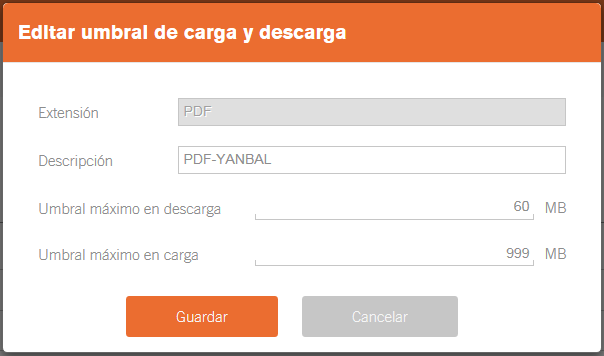 Editar umbral de carga y descarga
Extensión PDF
Descripción PDF-YANBAL
Umbral máximo en descarga 60 MB
Umbral máximo en carga 999 MB
Guardar Cancelar